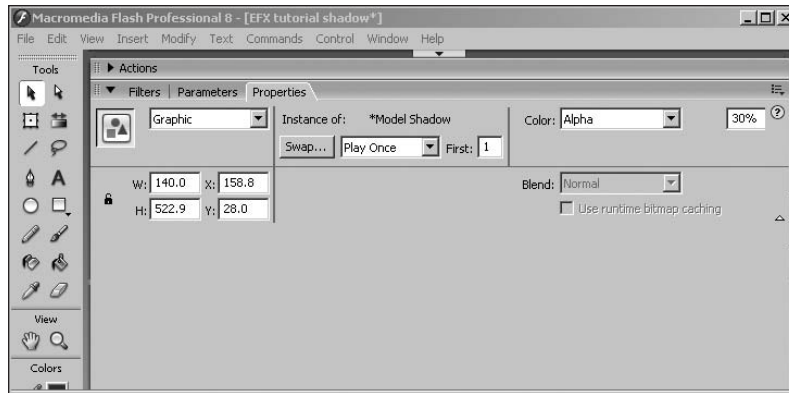 Macromedia Flash Professional 8 - [EFX tutorial shadow*]
File Edit View Insert Modify Text Commands Control Window Help
Tools
Actions
Filters Parameters Properties
Graphic
Instance of: *Model Shadow
Color: Alpha 30% ?
Swap... Play Once First: 1
W: 140.0 X: 158.8
Blend: Normal
H: 522.9 Y: 28.0
Use runtime bitmap caching
A
View
Colors